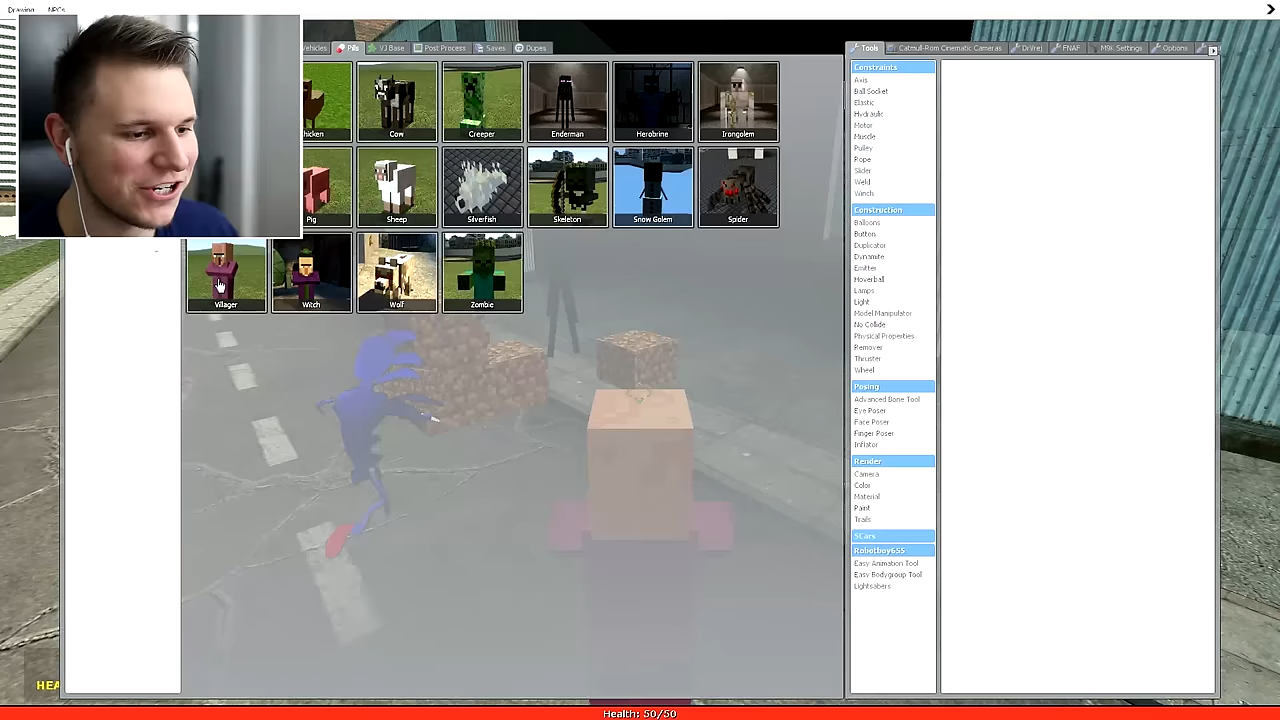 Drawing NPCs
Vehicles Pills VJ Base Post Process Saves Dupes
Tools Catmull-Rom Cinematic Cameras DrVrej FNAF M9K Settings Options
hicken Cow Creeper Enderman Herobrine Irongolem
Pig Sheep Silverfish Skeleton Snow Golem Spider
Villager Witch Wolf Zombie
Constraints
Axis
Ball Socket
Elastic
Hydraulic
Motor
Muscle
Pulley
Rope
Slider
Weld
Winch
Construction
Balloons
Button
Duplicator
Dynamite
Emitter
Hoverball
Lamps
Light
Model Manipulator
No Collide
Physical Properties
Remover
Thruster
Wheel
Posing
Advanced Bone Tool
Eye Poser
Face Poser
Finger Poser
Inflator
Render
Camera
Color
Material
Paint
Trails
SCars
Robotboy655
Easy Animation Tool
Easy Bodygroup Tool
Lightsabers
HEA
Health: 50/50